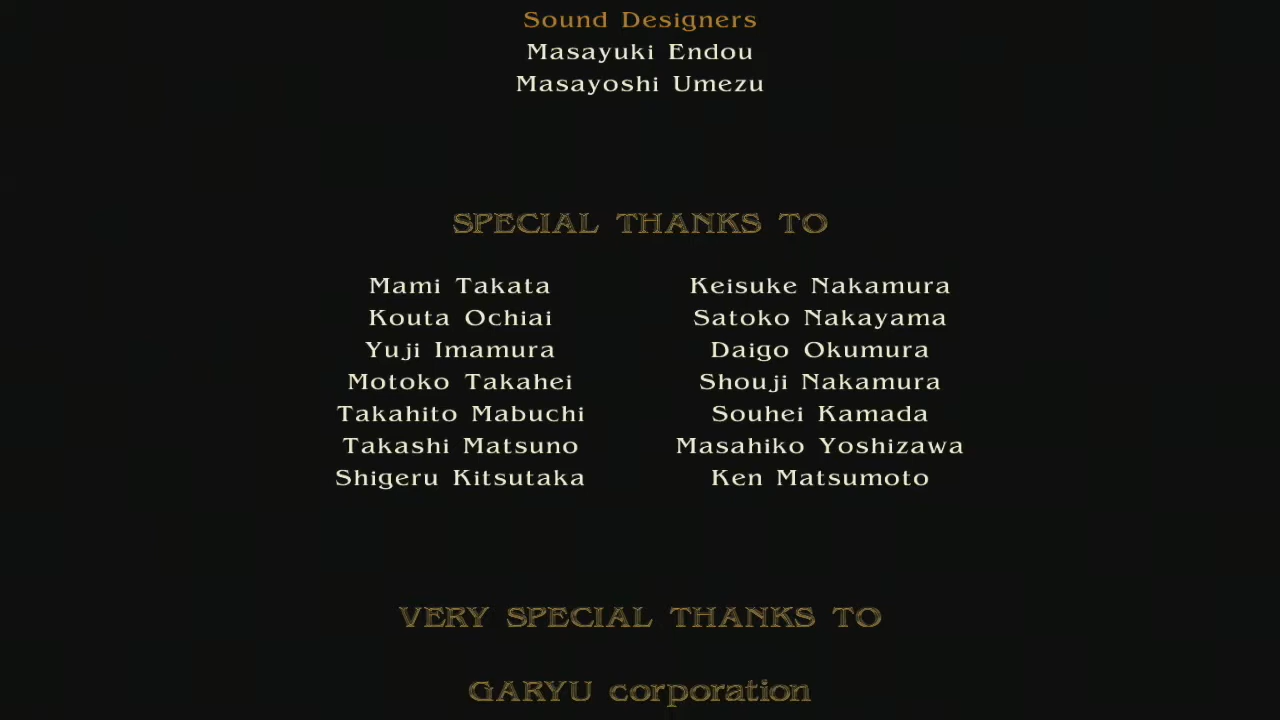 Sound Designers
Masayuki Endou
Masayoshi Umezu
SPECIAL THANKS TO
Mami Takata Keisuke Nakamura
Kouta Ochiai Satoko Nakayama
Yuji Imamura Daigo Okumura
Motoko Takahei Shouji Nakamura
Takahito Mabuchi Souhei Kamada
Takashi Matsuno Masahiko Yoshizawa
Shigeru Kitsutaka Ken Matsumoto
VERY SPECIAL THANKS TO
GARYU corporation